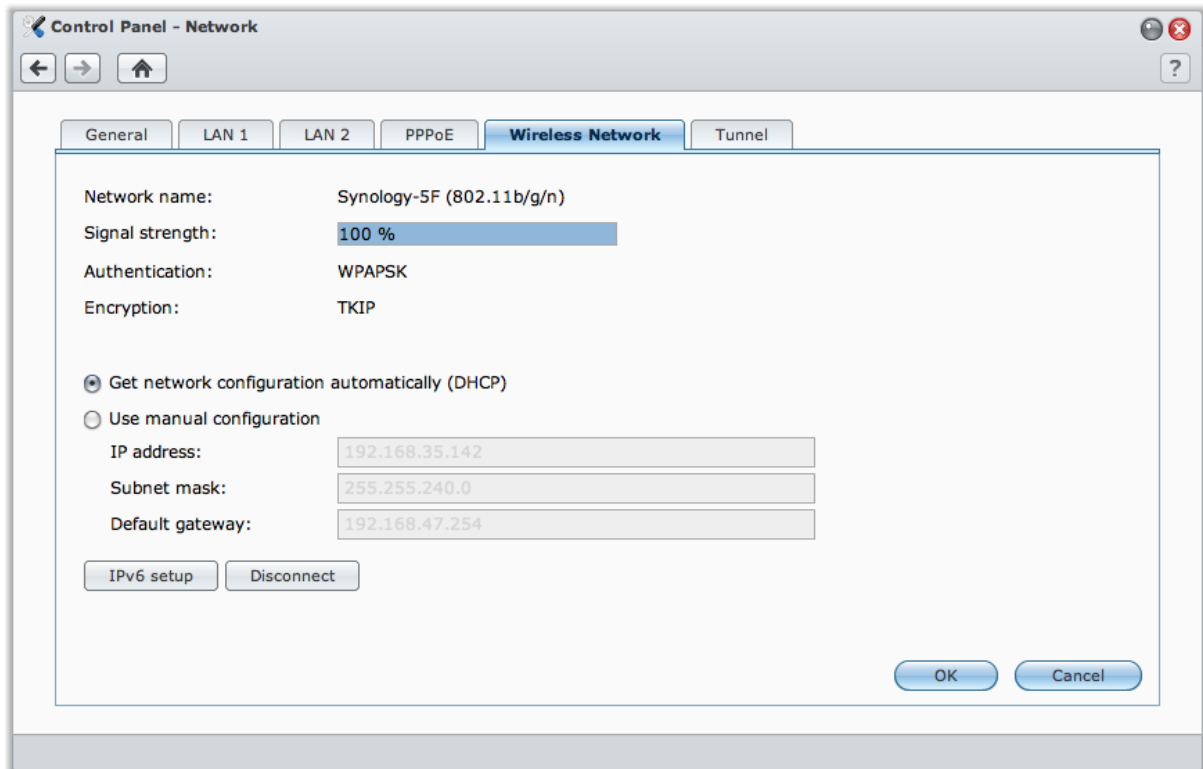 Control Panel - Network
?
General LAN 1 LAN 2 PPPoE Wireless Network Tunnel
Network name: Synology-5F (802.11b/g/n)
Signal strength: 100 %
Authentication: WPAPSK
Encryption: TKIP
Get network configuration automatically (DHCP)
Use manual configuration
IP address: 192.168.35.142
Subnet mask: 255.255.240.0
Default gateway: 192.168.47.254
IPv6 setup Disconnect
OK Cancel